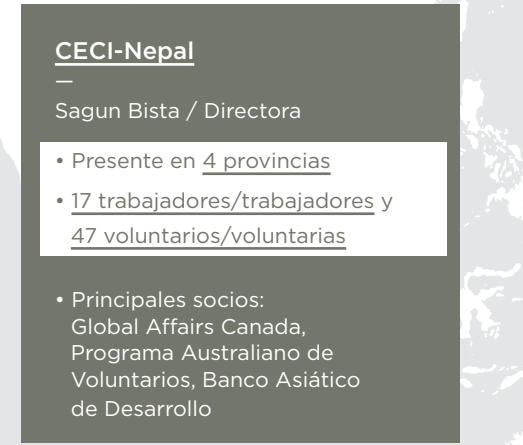 CECI-Nepal
—
Sagun Bista / Directora
• Presente en 4 provincias
• 17 trabajadores/trabajadores y
47 voluntarios/voluntarias
• Principales socios:
Global Affairs Canada,
Programa Australiano de
Voluntarios, Banco Asiático
de Desarrollo